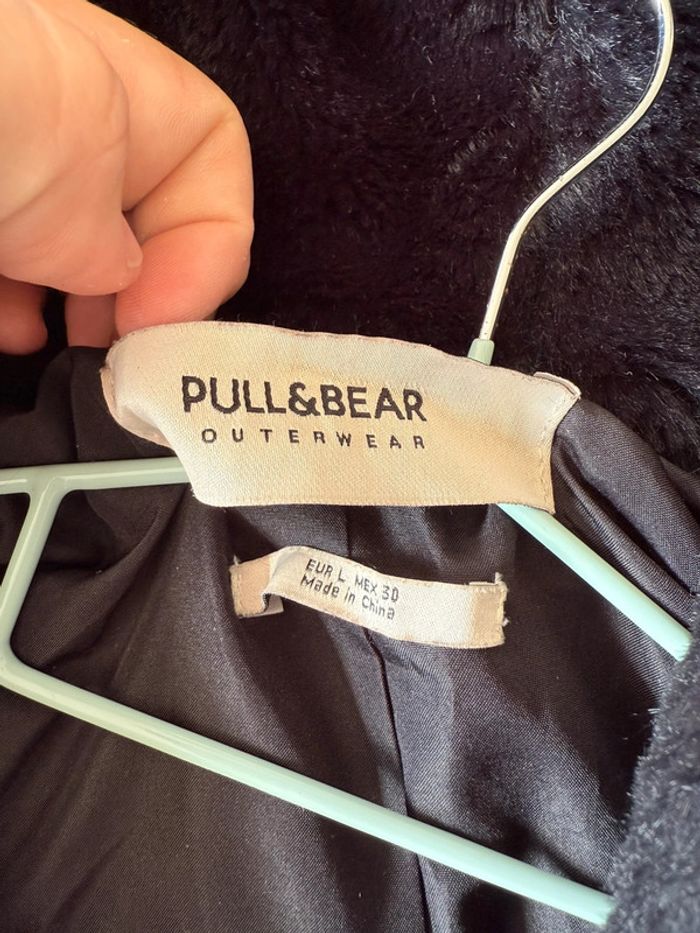 PULL&BEAR
OUTERWEAR
EUR L MEX 30
Made in China